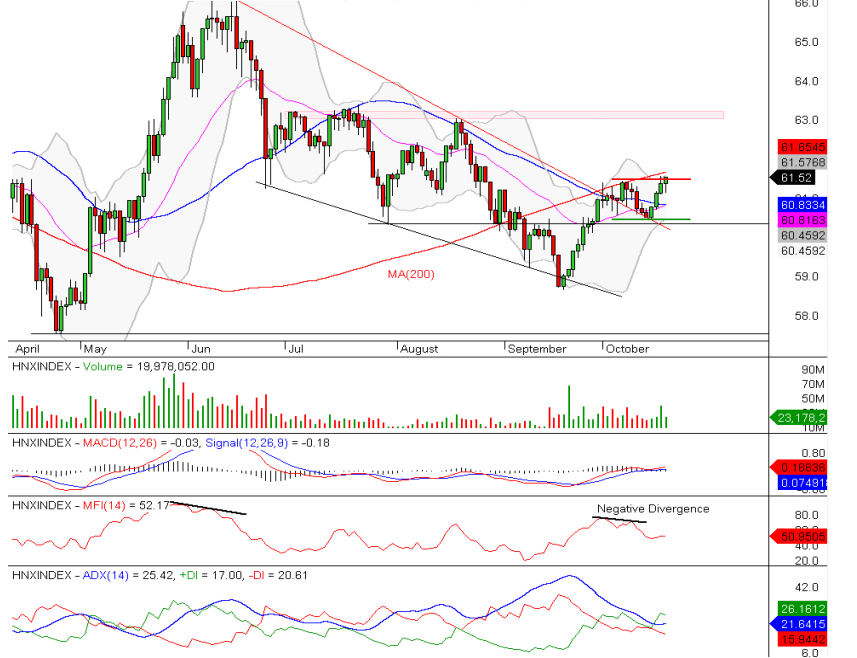 66.0
65.0
64.0
63.0
61.8645
61.5768
61.52
60.8334
60.8163
60.4592
60.4592
59.0
58.0
MA(200)
April May Jun Jul August September October
HNXINDEX - Volume = 19,978,052.00
90M
70M
50M
23,178,2
10M
HNXINDEX - MACD(12,26) = -0.03, Signal(12,26,9) = -0.18
0.80
0.18638
0.07491
HNXINDEX - MFI(14) = 52.17
Negative Divergence
80.0
50.9505
40.0
20.0
HNXINDEX - ADX(14) = 25.42, +DI = 17.00, -DI = 20.61
42.0
26.1612
21.6415
15.9442
6.0